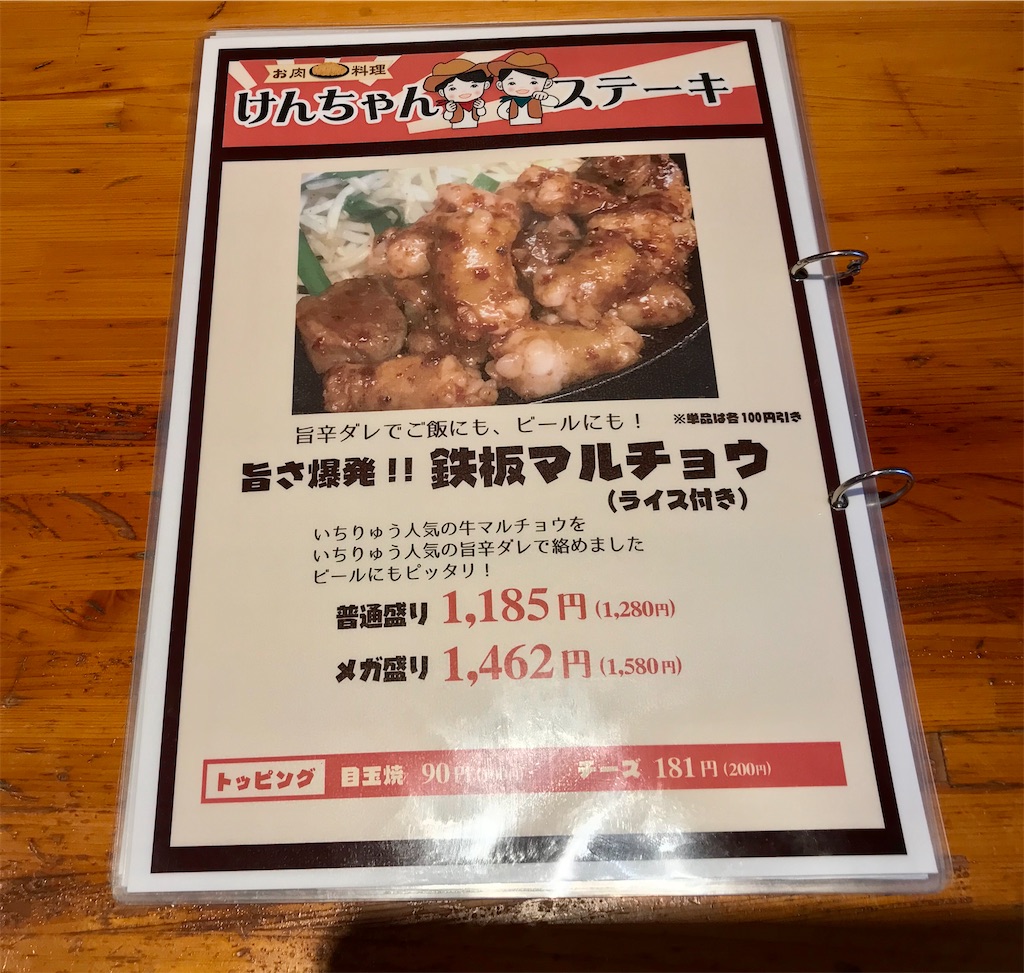 お肉料理
けんちゃんステーキ
旨辛ダレでご飯にも、ビールにも！ ※単品は各100円引き
旨さ爆発!! 鉄板マルチョウ
(ライス付き)
いちりゅう人気の牛マルチョウを
いちりゅう人気の旨辛ダレで絡めました
ビールにもピッタリ！
普通盛り 1,185円(1,280円)
メガ盛り 1,462円(1,580円)
トッピング 目玉焼 90円 チーズ 181円(200円)